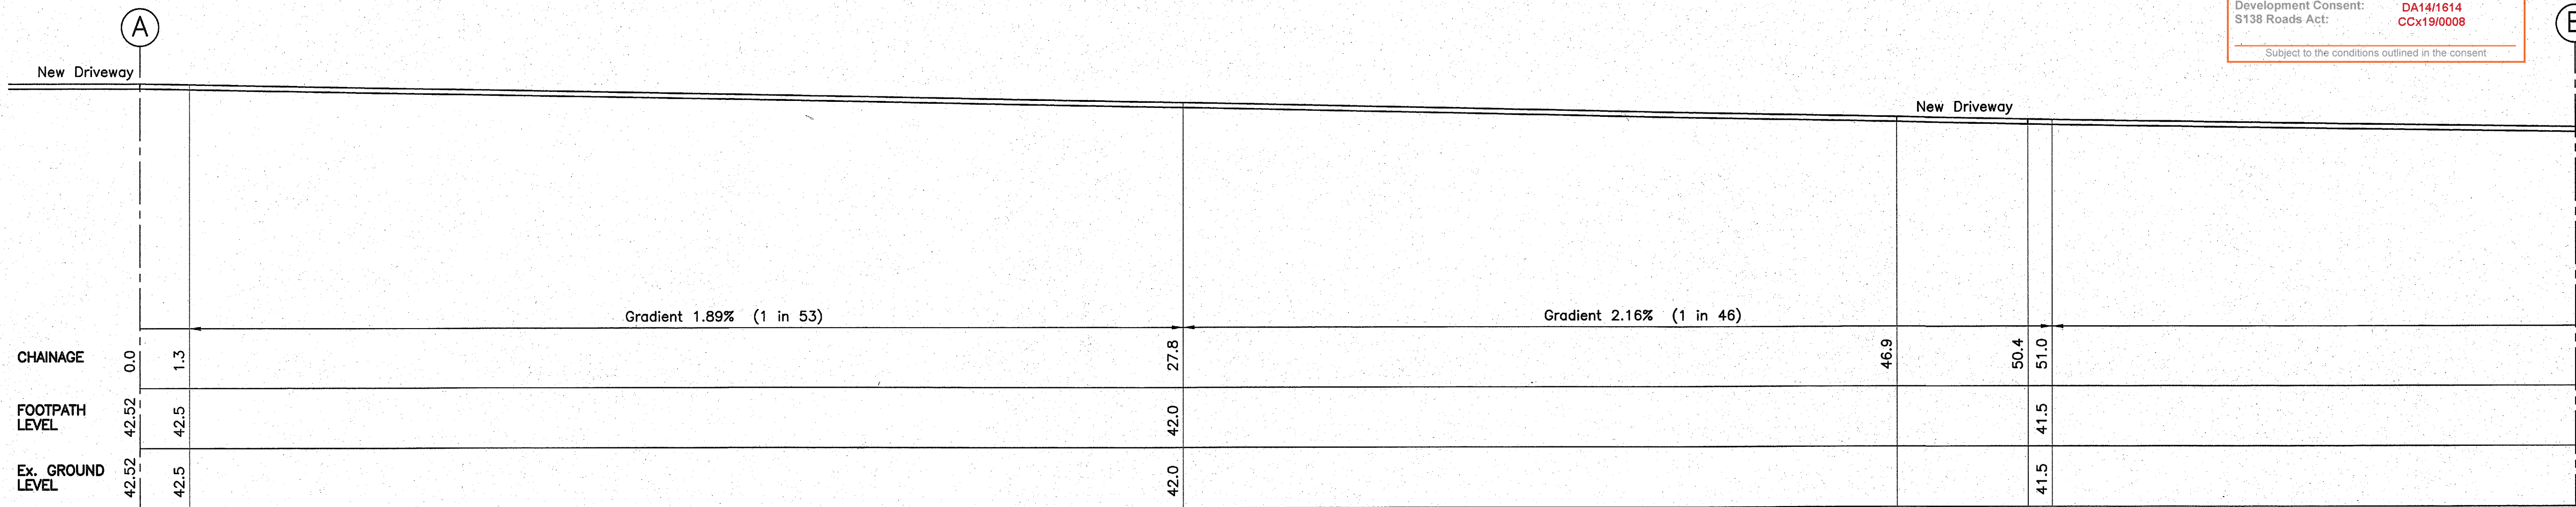 A
Development Consent: DA14/1614
S138 Roads Act: CCx19/0008
Subject to the conditions outlined in the consent
New Driveway
New Driveway
Gradient 1.89% (1 in 53)
Gradient 2.16% (1 in 46)
CHAINAGE 0.0 1.3 27.8 46.9 50.4 51.0
FOOTPATH
LEVEL 42.52 42.5 42.0 41.5
Ex. GROUND
LEVEL 42.52 42.5 42.0 41.5